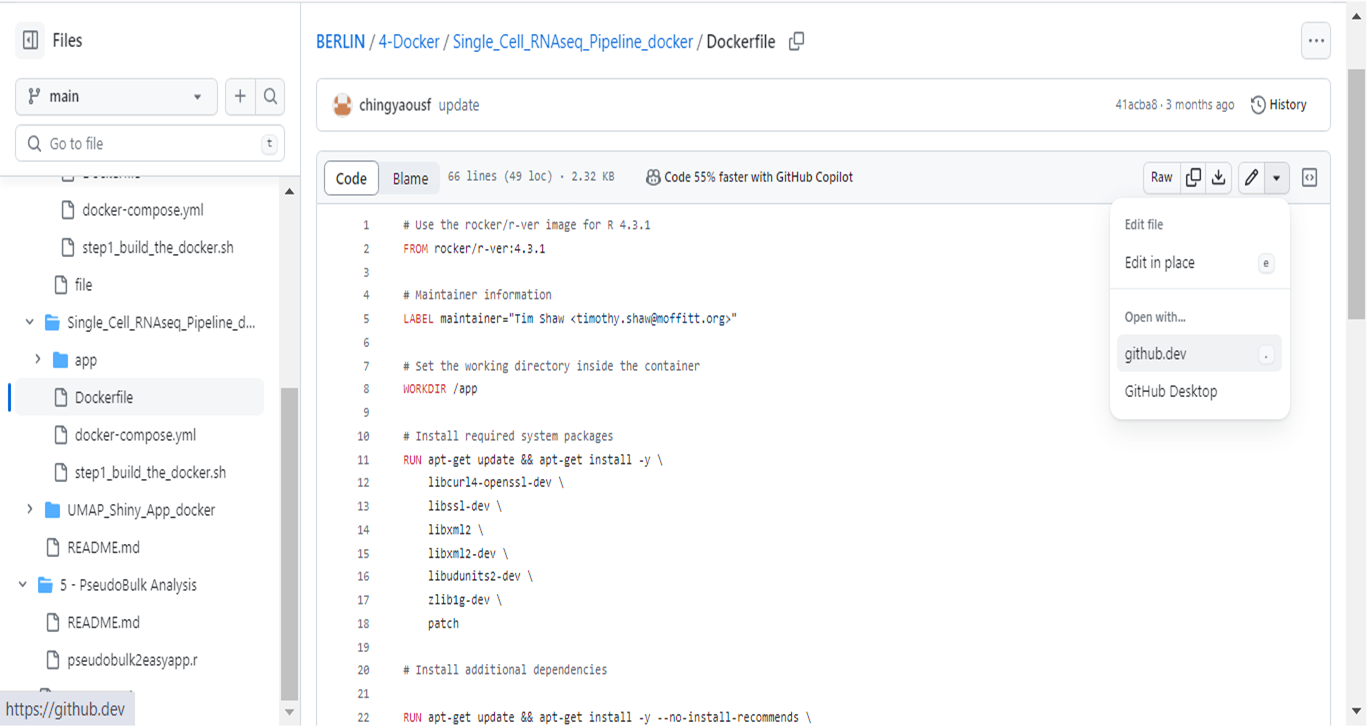 Files
main
Go to file
t
Dockerfile
docker-compose.yml
step1_build_the_docker.sh
file
Single_Cell_RNAseq_Pipeline_d...
app
Dockerfile
docker-compose.yml
step1_build_the_docker.sh
UMAP_Shiny_App_docker
README.md
5 - PseudoBulk Analysis
README.md
pseudobulk2easyapp.r
https://github.dev
BERLIN / 4-Docker / Single_Cell_RNAseq_Pipeline_docker / Dockerfile
chingyaousf update
41acba8 · 3 months ago
History
Code
Blame
66 lines (49 loc) · 2.32 KB
Code 55% faster with GitHub Copilot
Raw
1 # Use the rocker/r-ver image for R 4.3.1
2 FROM rocker/r-ver:4.3.1
3
4 # Maintainer information
5 LABEL maintainer="Tim Shaw <timothy.shaw@moffitt.org>"
6
7 # Set the working directory inside the container
8 WORKDIR /app
9
10 # Install required system packages
11 RUN apt-get update && apt-get install -y \
12 libcurl4-openssl-dev \
13 libssl-dev \
14 libxml2 \
15 libxml2-dev \
16 libudunits2-dev \
17 zlib1g-dev \
18 patch
19
20 # Install additional dependencies
21
22 RUN apt-get update && apt-get install -y --no-install-recommends \
Edit file
Edit in place
e
Open with...
github.dev
.
GitHub Desktop